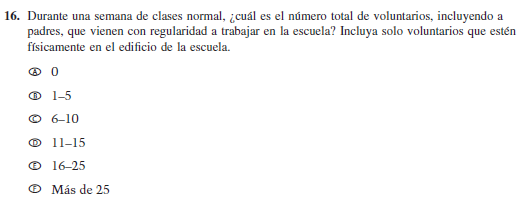 16. Durante una semana de clases normal, ¿cuál es el número total de voluntarios, incluyendo a
padres, que vienen con regularidad a trabajar en la escuela? Incluya solo voluntarios que estén
físicamente en el edificio de la escuela.
Ⓐ 0
Ⓑ 1–5
Ⓒ 6–10
Ⓓ 11–15
Ⓔ 16–25
Ⓕ Más de 25